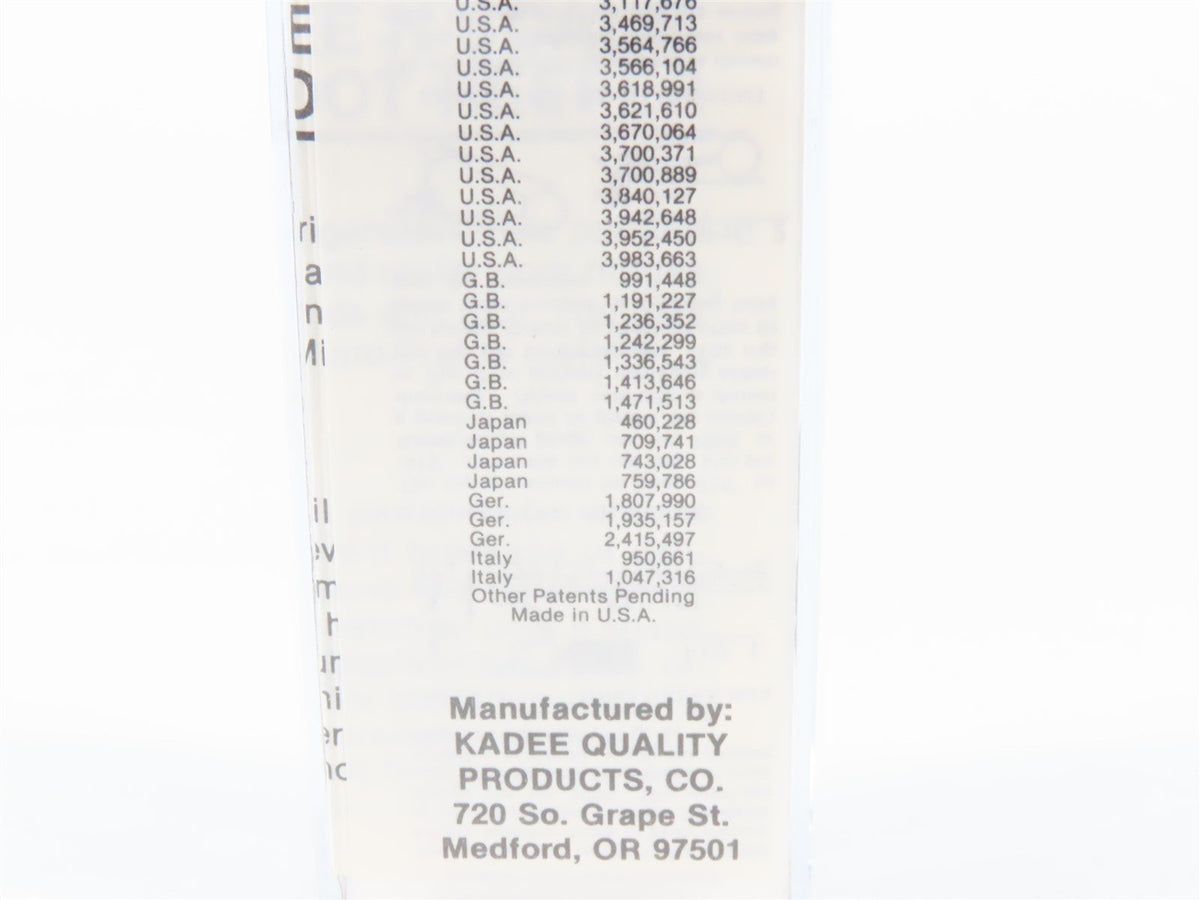 U.S.A. 3,117,676
U.S.A. 3,469,713
U.S.A. 3,564,766
U.S.A. 3,566,104
U.S.A. 3,618,991
U.S.A. 3,621,610
U.S.A. 3,670,064
U.S.A. 3,700,371
U.S.A. 3,700,889
U.S.A. 3,840,127
U.S.A. 3,942,648
U.S.A. 3,952,450
U.S.A. 3,983,663
G.B. 991,448
G.B. 1,191,227
G.B. 1,236,352
G.B. 1,242,299
G.B. 1,336,543
G.B. 1,413,646
G.B. 1,471,513
Japan 460,228
Japan 709,741
Japan 743,028
Japan 759,786
Ger. 1,807,990
Ger. 1,935,157
Ger. 2,415,497
Italy 950,661
Italy 1,047,316
Other Patents Pending
Made in U.S.A.
Manufactured by:
KADEE QUALITY
PRODUCTS, CO.
720 So. Grape St.
Medford, OR 97501